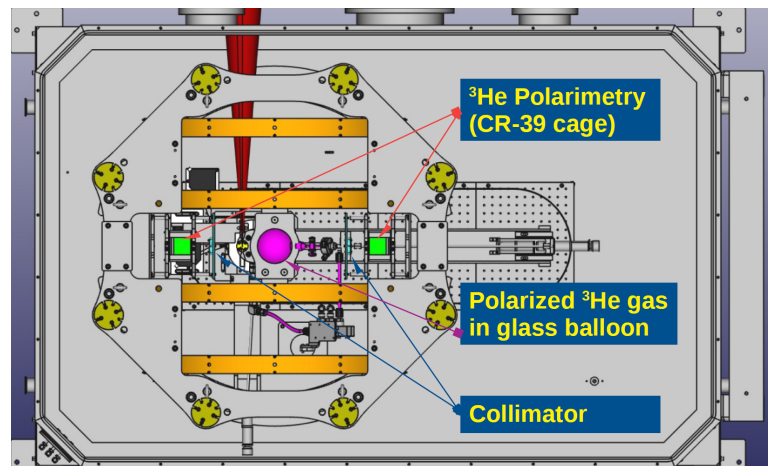 ³He Polarimetry
(CR-39 cage)
Polarized ³He gas
in glass balloon
Collimator